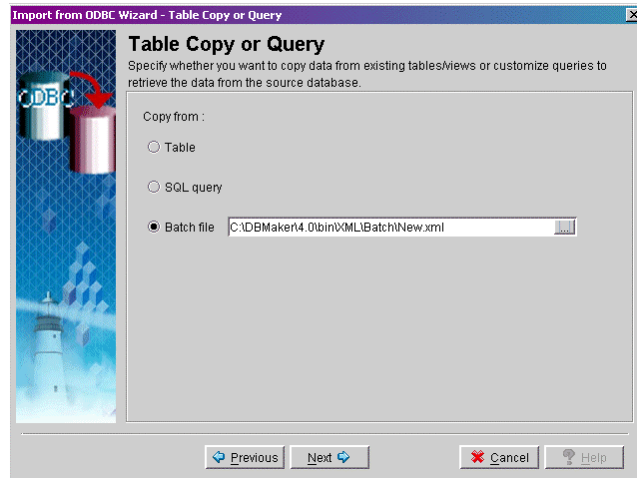 Import from ODBC Wizard - Table Copy or Query
Table Copy or Query
Specify whether you want to copy data from existing tables/views or customize queries to
retrieve the data from the source database.
ODBC
Copy from :
Table
SQL query
Batch file C:\DBMaker\4.0\bin\XML\Batch\New.xml ...
Previous Next Cancel Help